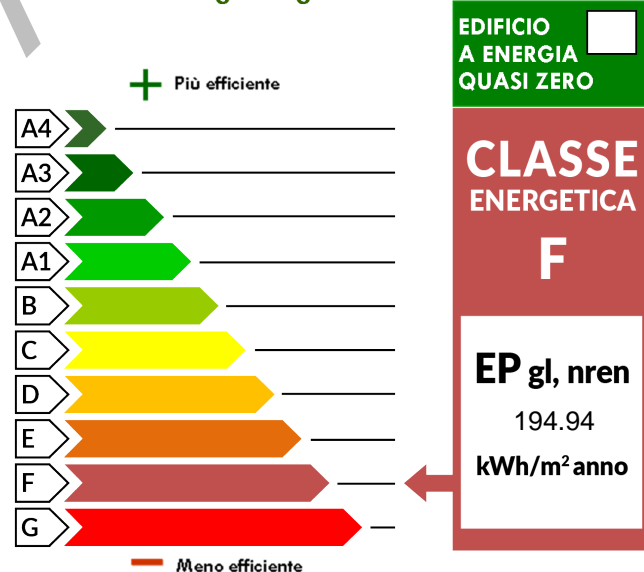 EDIFICIO
A ENERGIA
QUASI ZERO
+ Più efficiente
A4
A3
A2
A1
B
C
D
E
F
G
CLASSE
ENERGETICA
F
EP gl, nren
194.94
kWh/m² anno
Meno efficiente